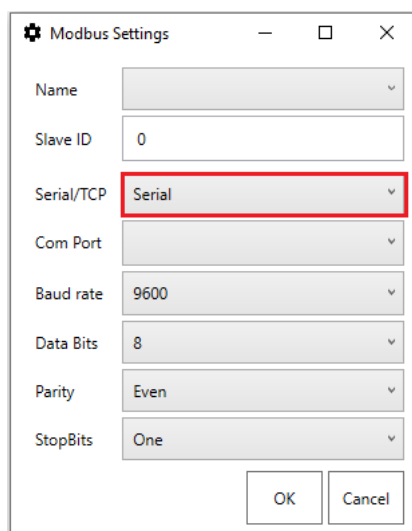 Modbus Settings
Name
Slave ID 0
Serial/TCP Serial
Com Port
Baud rate 9600
Data Bits 8
Parity Even
StopBits One
OK Cancel